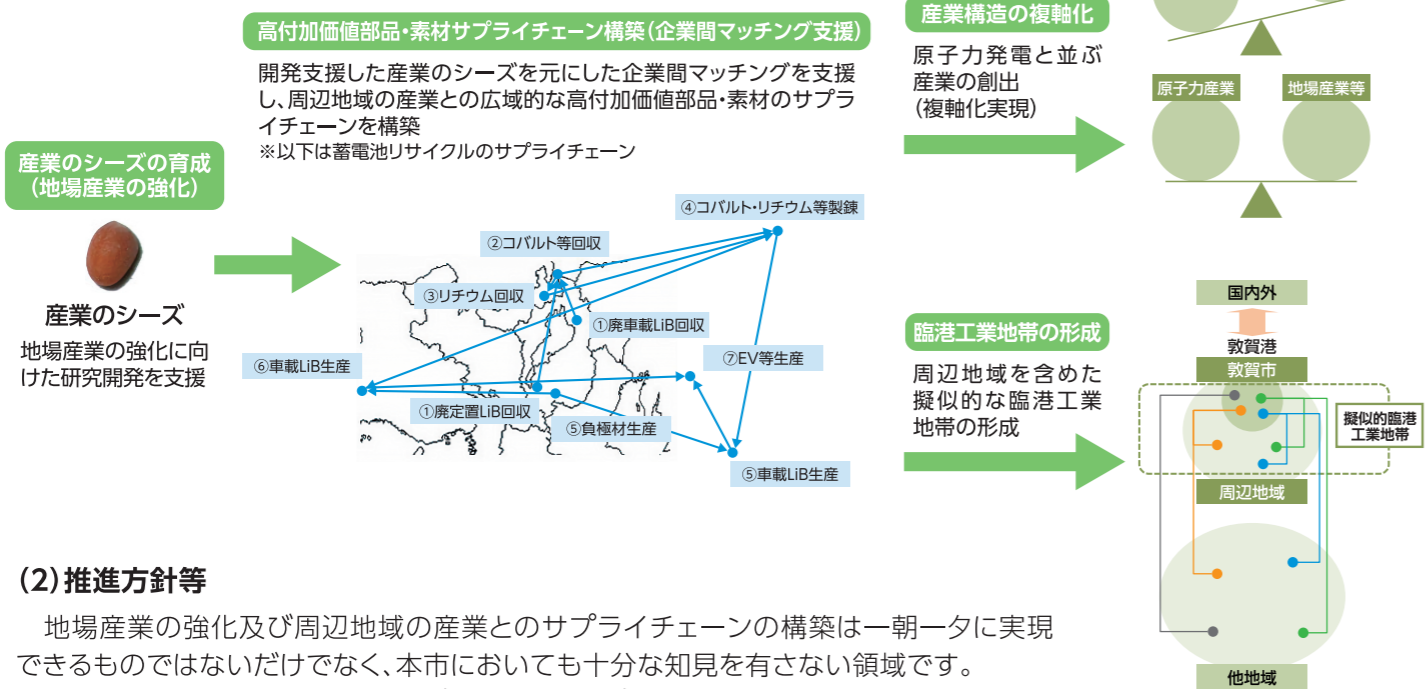 産業のシーズの育成
(地場産業の強化)
産業のシーズ
地場産業の強化に向
けた研究開発を支援
高付加価値部品・素材サプライチェーン構築(企業間マッチング支援)
開発支援した産業のシーズを元にした企業間マッチングを支援
し、周辺地域の産業との広域的な高付加価値部品・素材のサプラ
イチェーンを構築
※以下は蓄電池リサイクルのサプライチェーン
④コバルト・リチウム等製錬
②コバルト等回収
③リチウム回収
①廃車載LiB回収
⑥車載LiB生産
⑦EV等生産
①廃定置LiB回収
⑤負極材生産
⑤車載LiB生産
産業構造の複軸化
原子力発電と並ぶ
産業の創出
(複軸化実現)
原子力産業
地場産業等
臨港工業地帯の形成
周辺地域を含めた
擬似的な臨港工業
地帯の形成
国内外
敦賀港
敦賀市
擬似的臨港
工業地帯
周辺地域
他地域
(2)推進方針等
地場産業の強化及び周辺地域の産業とのサプライチェーンの構築は一朝一夕に実現
できるものではないだけでなく、本市においても十分な知見を有さない領域です。